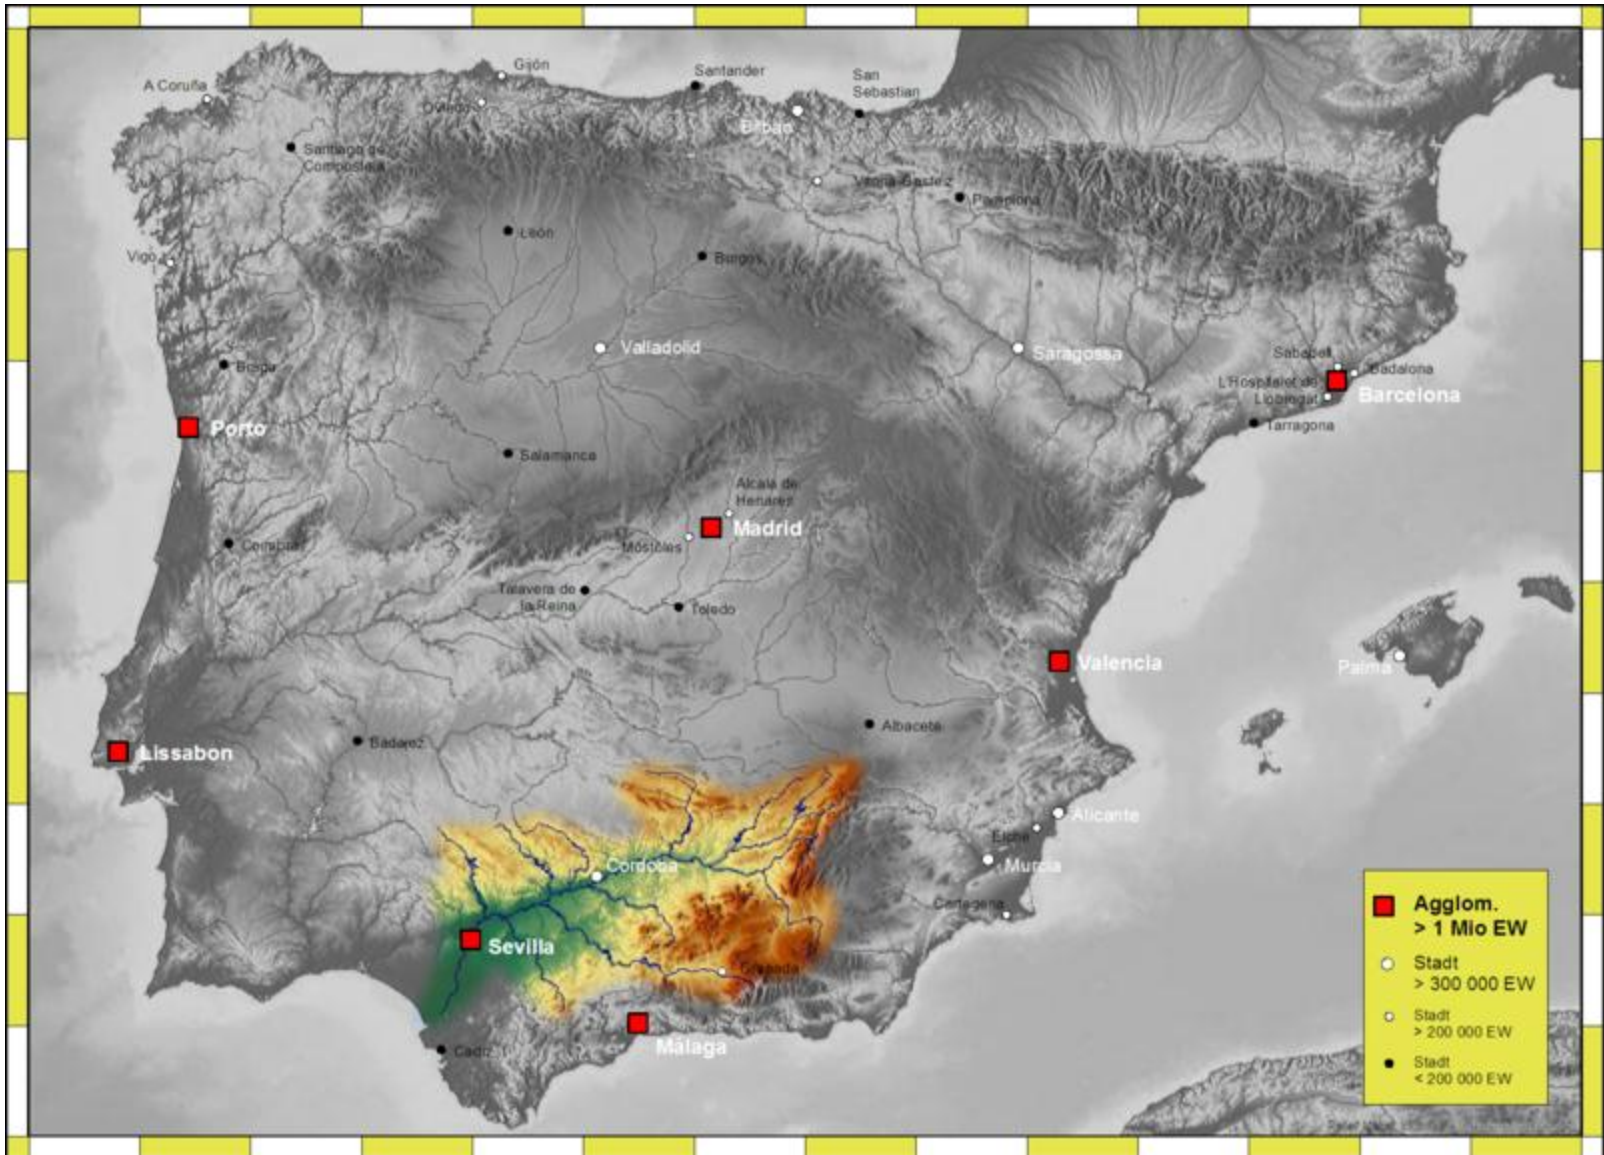 Gijón
Santander
San
Sebastian
A Coruña
Oviedo
Bilbao
Santiago de
Compostela
Vitoria-Gasteiz
Pamplona
León
Burgos
Vigo
Valladolid
Saragossa
Sabadell
Badalona
L'Hospitalet de
Llobregat
Barcelona
Braga
Tarragona
Porto
Salamanca
Alcalá de
Henares
Madrid
Móstoles
Coimbra
Talavera de
la Reina
Toledo
Valencia
Palma
Albacete
Badajoz
Lissabon
Alicante
Elche
Murcia
Córdoba
Cartagena
Sevilla
Granada
Málaga
Cadiz
Agglom.
> 1 Mio EW
Stadt
> 300 000 EW
Stadt
> 200 000 EW
Stadt
< 200 000 EW